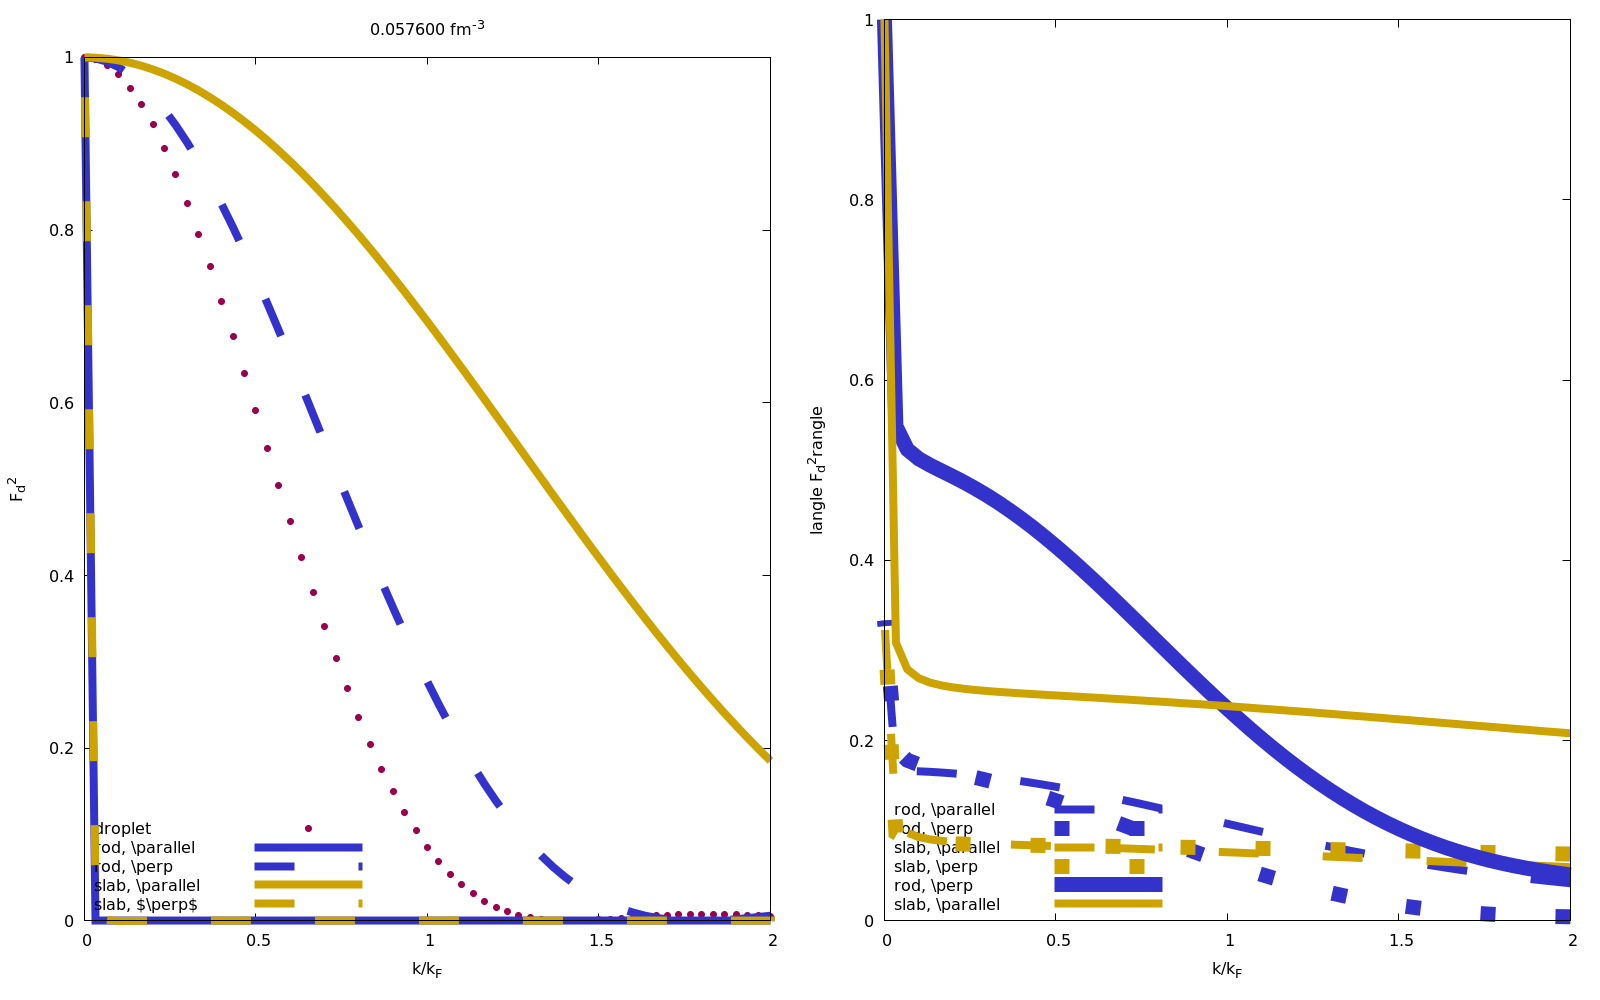 0.057600 fm-3
1
0.8
0.6
0.4
0.2
0
Fd2
droplet
rod, \parallel
rod, \perp
slab, \parallel
slab, $\perp$
0 0.5 1 1.5 2
k/kF
1
0.8
0.6
0.4
0.2
0
langle Fd2rangle
rod, \parallel
rod, \perp
slab, \parallel
slab, \perp
rod, \perp
slab, \parallel
0 0.5 1 1.5 2
k/kF